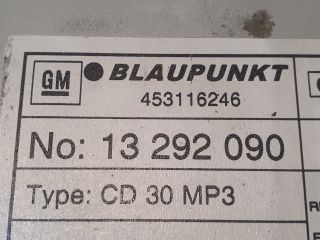 GM BLAUPUNKT
453116246
No: 13 292 090
Type: CD 30 MP3